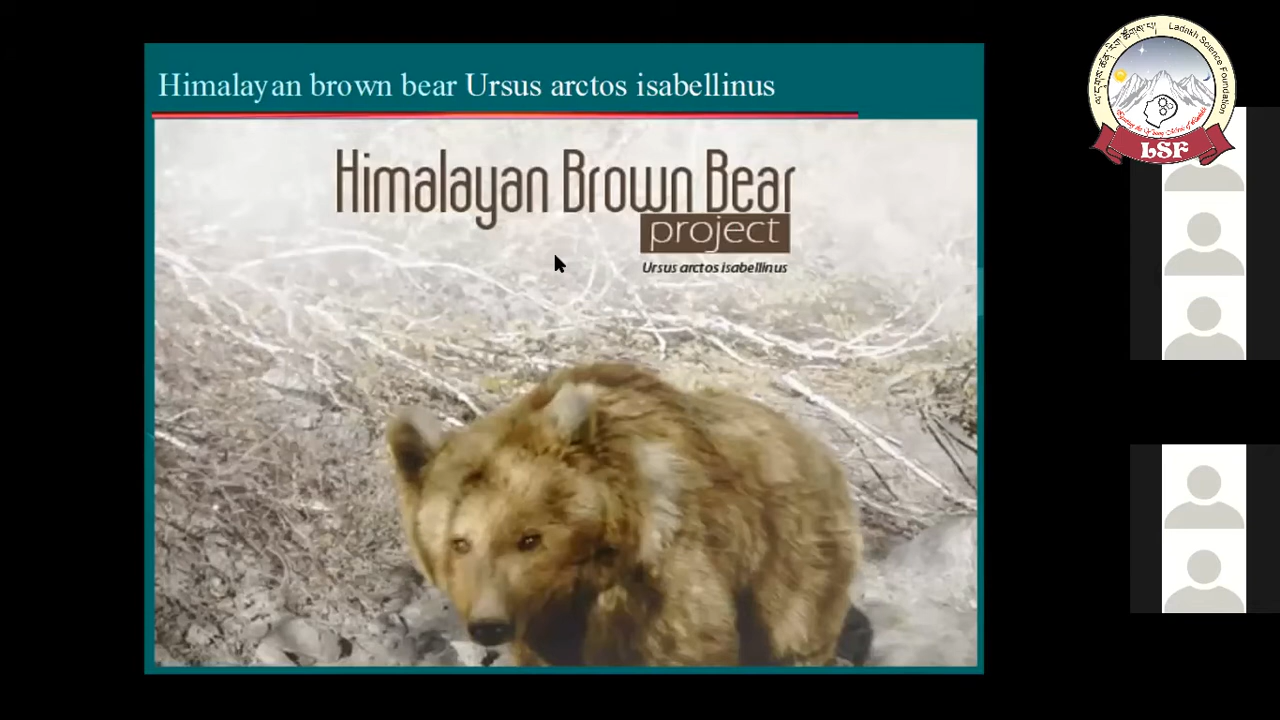 Himalayan brown bear Ursus arctos isabellinus
Himalayan Brown Bear
project
Ursus arctos isabellinus
Ladakh Science Foundation
LSF